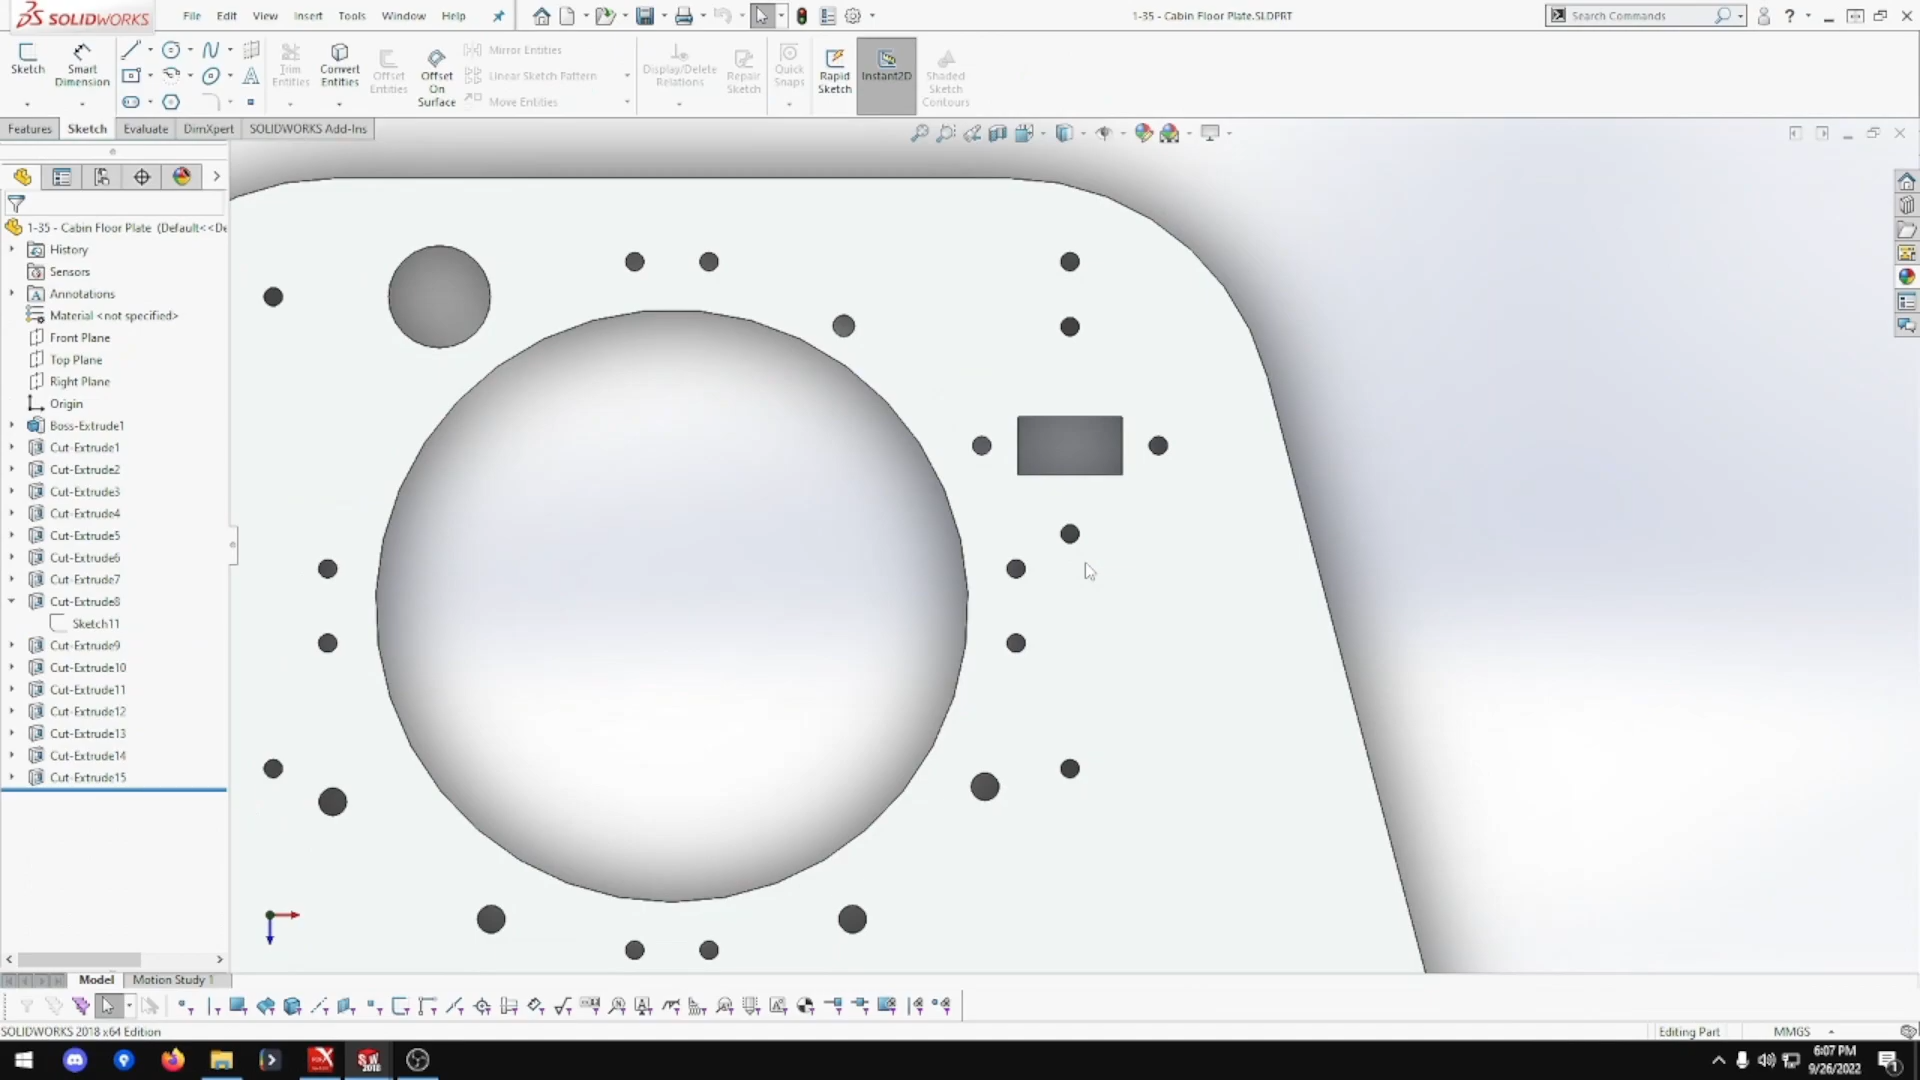 SOLIDWORKS File Edit View Insert Tools Window Help 1-35 - Cabin Floor Plate.SLDPRT Search Commands ?
Sketch Smart Dimension Trim Entities Convert Entities Offset Entities Offset On Surface Mirror Entities Linear Sketch Pattern Move Entities Display/Delete Relations Repair Sketch Quick Snaps Rapid Sketch Instant2D Shaded Sketch Contours
Features Sketch Evaluate DimXpert SOLIDWORKS Add-Ins
1-35 - Cabin Floor Plate (Default<<De
History
Sensors
Annotations
Material <not specified>
Front Plane
Top Plane
Right Plane
Origin
Boss-Extrude1
Cut-Extrude1
Cut-Extrude2
Cut-Extrude3
Cut-Extrude4
Cut-Extrude5
Cut-Extrude6
Cut-Extrude7
Cut-Extrude8
Sketch11
Cut-Extrude9
Cut-Extrude10
Cut-Extrude11
Cut-Extrude12
Cut-Extrude13
Cut-Extrude14
Cut-Extrude15
Model Motion Study 1
SOLIDWORKS 2018 x64 Edition Editing Part MMGS
6:07 PM
9/26/2022